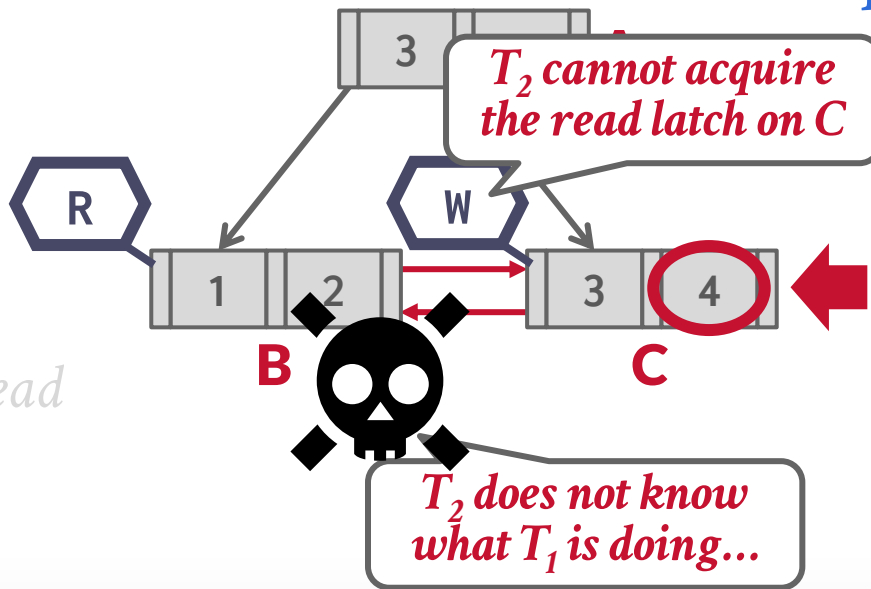 3
T₂ cannot acquire
the read latch on C
R
W
1 2
3 4
B
C
T₂ does not know
what T₁ is doing...